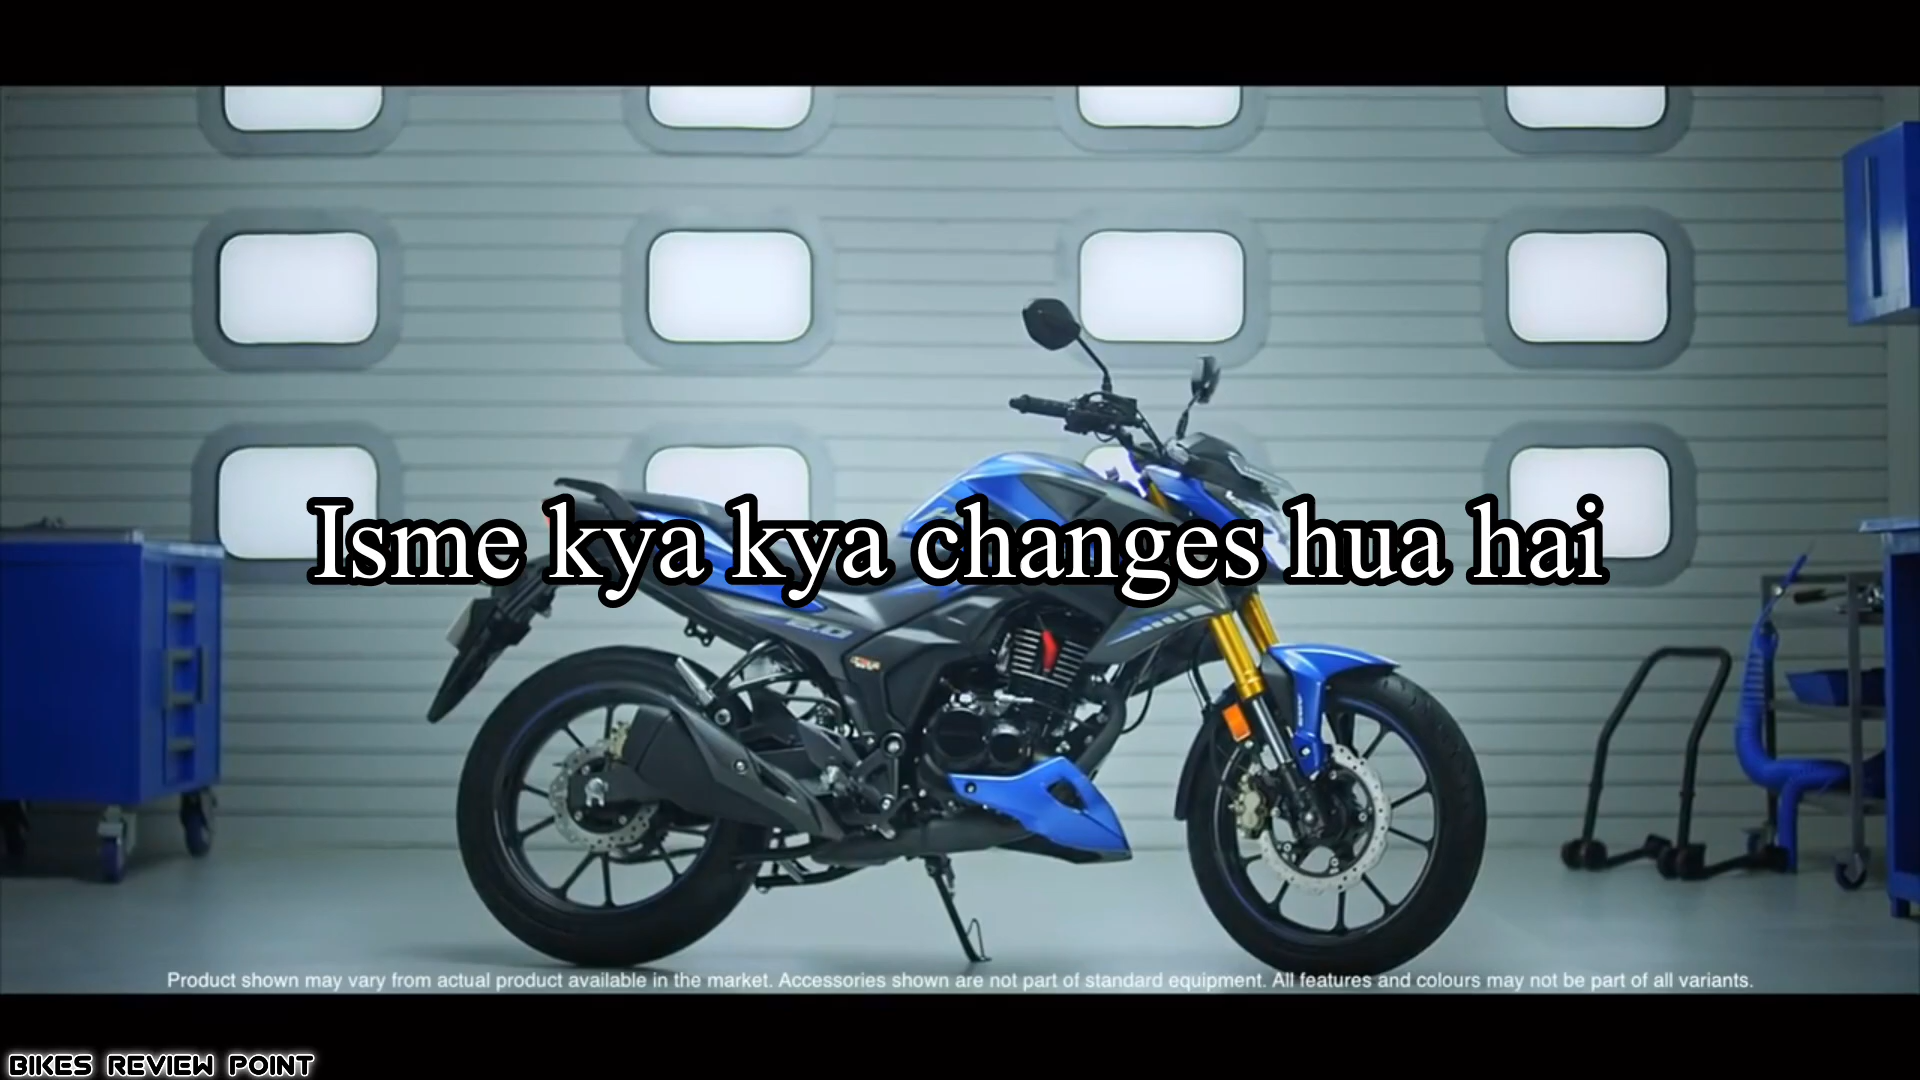 Isme kya kya changes hua hai
2.0
Product shown may vary from actual product available in the market. Accessories shown are not part of standard equipment. All features and colours may not be part of all variants.
BIKES REVIEW POINT